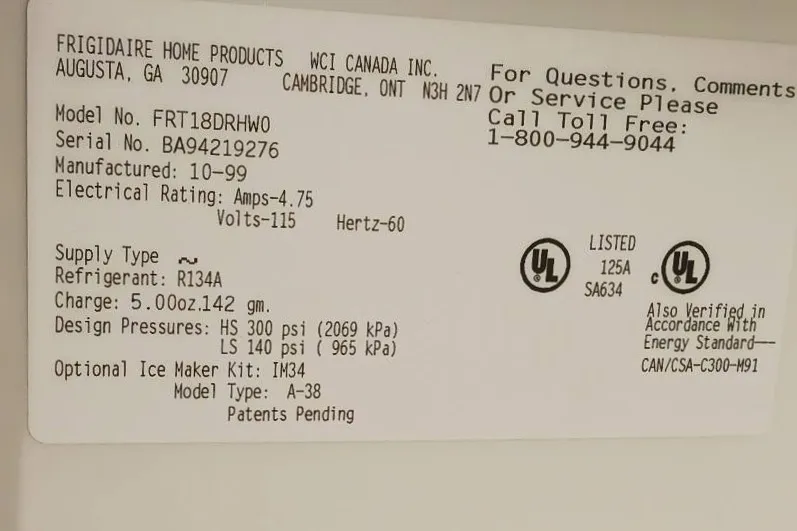 FRIGIDAIRE HOME PRODUCTS WCI CANADA INC.
AUGUSTA, GA 30907 CAMBRIDGE, ONT N3H 2N7
For Questions, Comments
Or Service Please
Call Toll Free:
1-800-944-9044
Model No. FRT18DRHW0
Serial No. BA94219276
Manufactured: 10-99
Electrical Rating: Amps-4.75
Volts-115 Hertz-60
Supply Type ~
Refrigerant: R134A
Charge: 5.00oz.142 gm.
Design Pressures: HS 300 psi (2069 kPa)
LS 140 psi ( 965 kPa)
Optional Ice Maker Kit: IM34
Model Type: A-38
Patents Pending
UL
LISTED
125A
SA634
c UL
Also Verified in
Accordance With
Energy Standard—
CAN/CSA-C300-M91